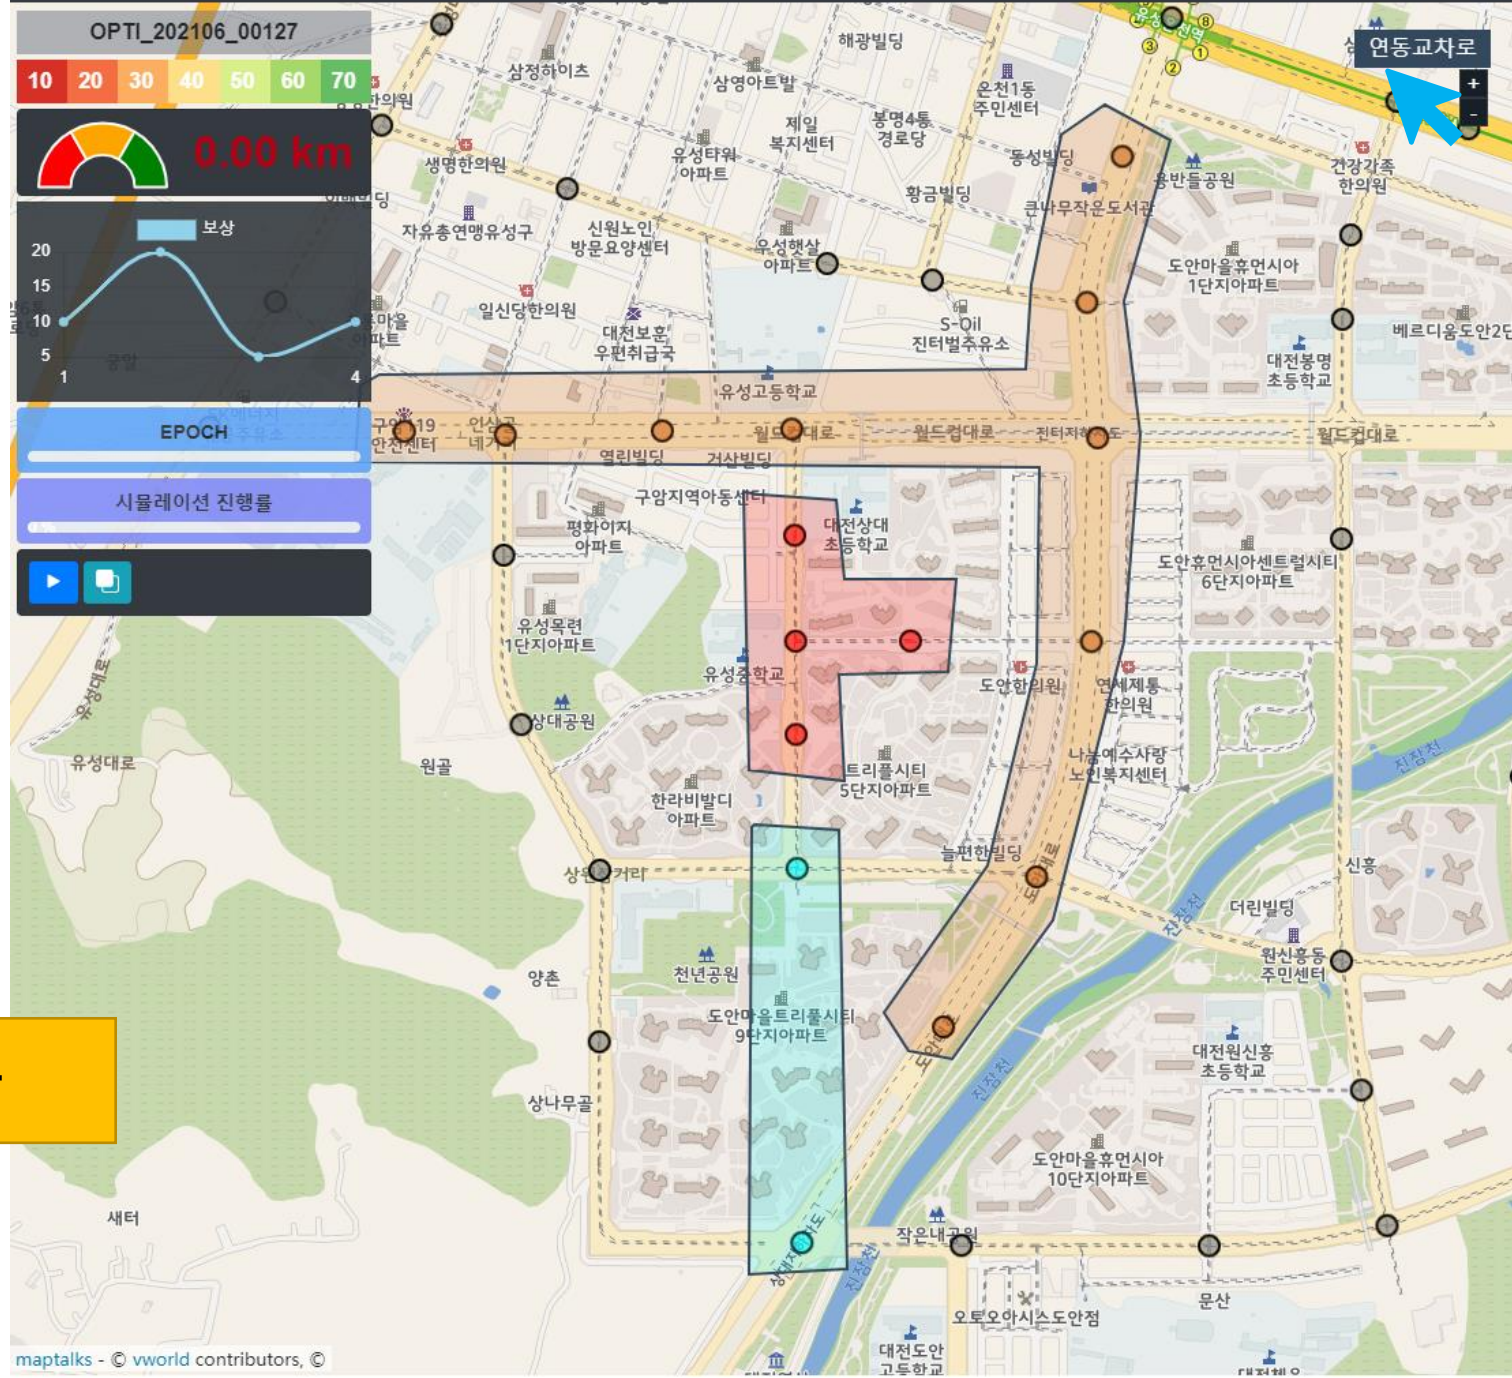 OPTI_202106_00127
10 20 30 40 50 60 70
0.00 km
보상
20
15
10
5
1
4
EPOCH
시뮬레이션 진행률
연동교차로
+
-
해광빌딩
삼정하이츠
삼영아트발
온천1동
주민센터
제일
복지센터
봉명4통
경로당
유성타워
아파트
생명한의원
동성빌딩
황금빌딩
큰나무작은도서관
건강가족
한의원
자유총연맹유성구
신원노인
방문요양센터
우성햇살
아파트
도안마을휴먼시아
1단지아파트
일신당한의원
대전보훈
우편취급국
S-Oil
진터벌주유소
대전봉명
초등학교
유성고등학교
월드컵대로
월드컵대로
열린빌딩
거산빌딩
구암지역아동센터
평화이지
아파트
대전상대
초등학교
도안휴먼시아센트럴시티
6단지아파트
유성목련
1단지아파트
유성중학교
도안한의원
연세제통
한의원
유성대로
유성대로
상대공원
원골
한라비발디
아파트
트리플시티
5단지아파트
나눔예수사랑
노인복지센터
진잠천
늘편한빌딩
신흥
더린빌딩
진잠천
원신흥동
주민센터
양촌
천년공원
도안마을트리풀시티
9단지아파트
대전원신흥
초등학교
진잠천
상나무골
도안마을휴먼시아
10단지아파트
새터
작은내공원
진잠천
문산
오토오아시스도안점
대전도안
고등학교
maptalks - © vworld contributors, ©